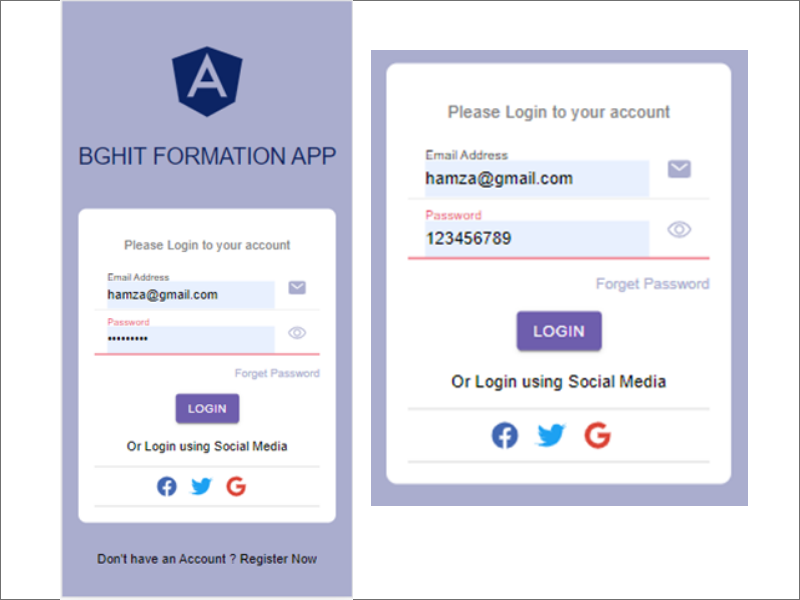 A
BGHIT FORMATION APP
Please Login to your account
Email Address
hamza@gmail.com
Password
•••••••••
Forget Password
LOGIN
Or Login using Social Media
G
Don't have an Account ? Register Now
Please Login to your account
Email Address
hamza@gmail.com
Password
123456789
Forget Password
LOGIN
Or Login using Social Media
G